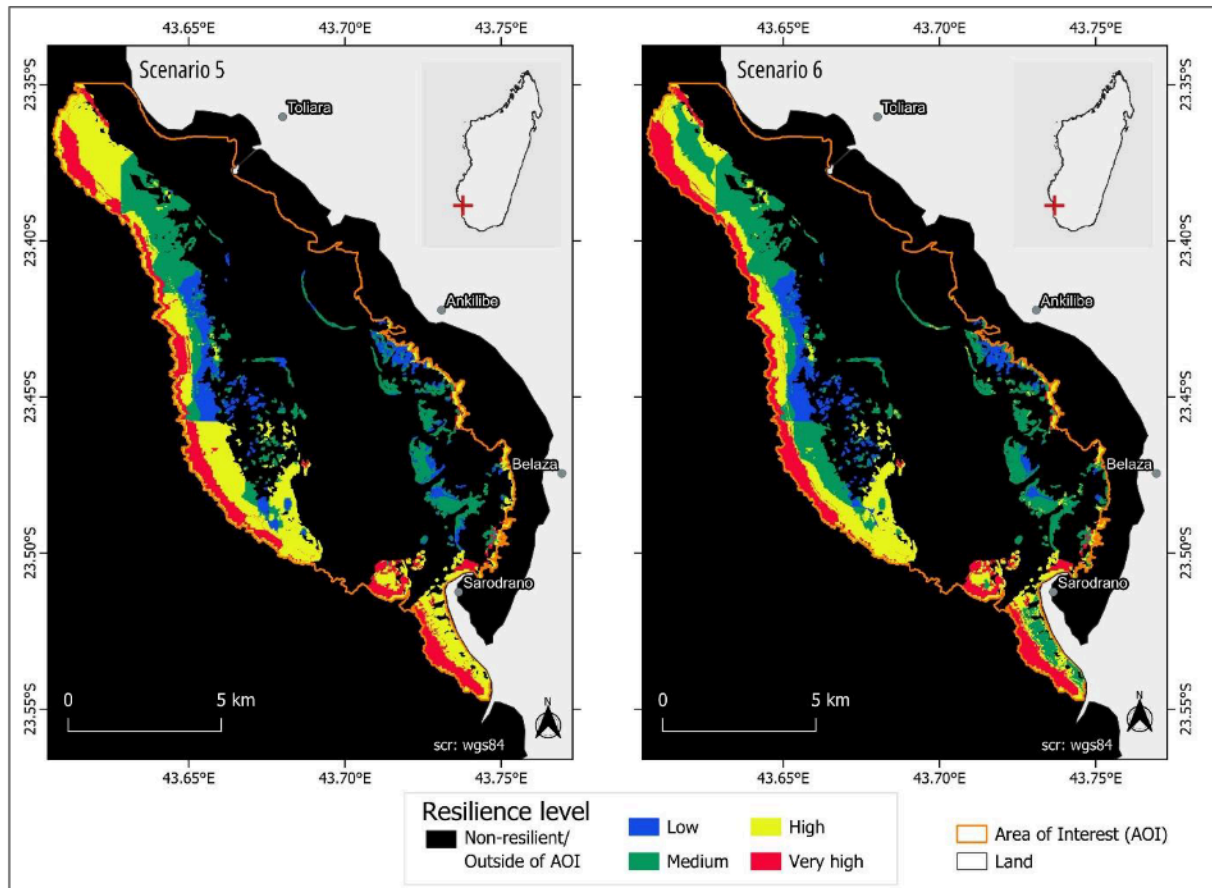 43.65°E 43.70°E 43.75°E
43.65°E 43.70°E 43.75°E
Scenario 5
Scenario 6
23.35°S
23.35°S
Toliara
Toliara
23.40°S
23.40°S
Ankilibe
Ankilibe
23.45°S
23.45°S
Belaza
Belaza
23.50°S
23.50°S
Sarodrano
Sarodrano
0 5 km
0 5 km
N
N
23.55°S
23.55°S
scr: wgs84
scr: wgs84
43.65°E 43.70°E 43.75°E
43.65°E 43.70°E 43.75°E
Resilience level
Non-resilient/
Outside of AOI
Low
Medium
High
Very high
Area of Interest (AOI)
Land